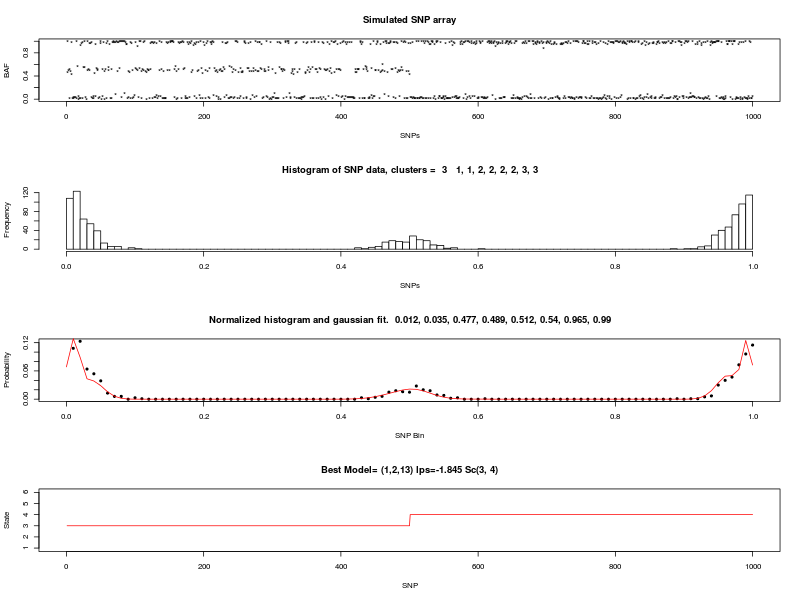 Simulated SNP array
BAF
0.0 0.4 0.8
0 200 400 600 800 1000
SNPs
Histogram of SNP data, clusters = 3 1, 1, 2, 2, 2, 2, 3, 3
Frequency
0 40 80 120
0.0 0.2 0.4 0.6 0.8 1.0
SNPs
Normalized histogram and gaussian fit. 0.012, 0.035, 0.477, 0.489, 0.512, 0.54, 0.965, 0.99
Probability
0.00 0.06 0.12
0.0 0.2 0.4 0.6 0.8 1.0
SNP Bin
Best Model= (1,2,13) lps=-1.845 Sc(3, 4)
State
1 2 3 4 5 6
0 200 400 600 800 1000
SNP